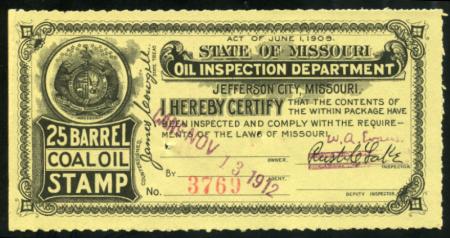 ACT OF JUNE 1, 1909.
STATE OF MISSOURI
OIL INSPECTION DEPARTMENT
JEFFERSON CITY, MISSOURI.
I HEREBY CERTIFY THAT THE CONTENTS OF
THE WITHIN PACKAGE HAVE
BEEN INSPECTED AND COMPLY WITH THE REQUIRE-
MENTS OF THE LAWS OF MISSOURI.
25 BARREL
COAL OIL
STAMP
James
W.A.
OWNER.
INSPECTOR.
NOV 13 1912
No. 3769
BY
AGENT.
DEPUTY INSPECTOR.